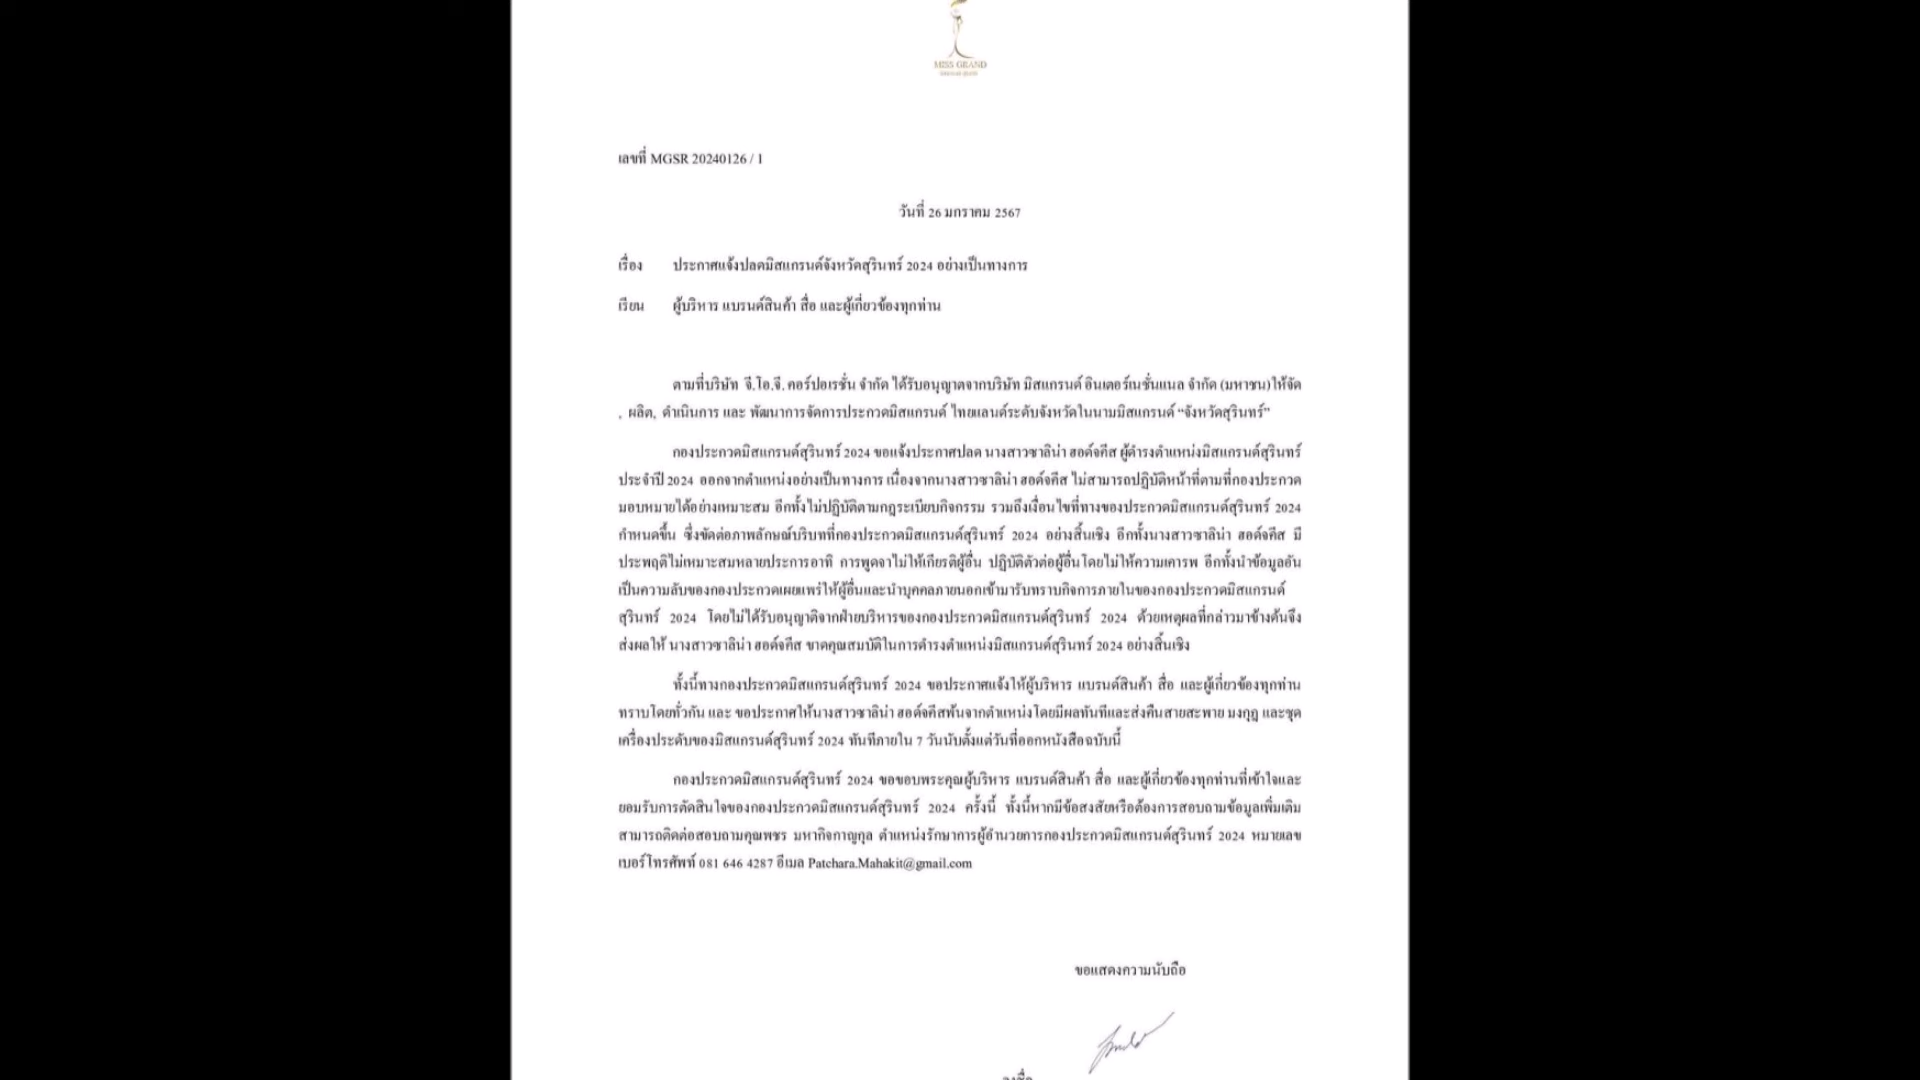 MISS GRAND
เลขที่ MGSR 20240126 / 1
วันที่ 26 มกราคม 2567
เรื่อง ประกาศแจ้งปลดมิสแกรนด์จังหวัดสุรินทร์ 2024 อย่างเป็นทางการ
เรียน ผู้บริหาร แบรนด์สินค้า สื่อ และผู้เกี่ยวข้องทุกท่าน
ตามที่บริษัท จี.โอ.จี. คอร์ปอเรชั่น จำกัด ได้รับอนุญาตจากบริษัท มิสแกรนด์ อินเตอร์เนชั่นแนล จำกัด (มหาชน)ให้จัด
, ผลิต, ดำเนินการ และ พัฒนาการจัดการประกวดมิสแกรนด์ ไทยแลนด์ระดับจังหวัดในนามมิสแกรนด์ “จังหวัดสุรินทร์”
กองประกวดมิสแกรนด์สุรินทร์ 2024 ขอแจ้งประกาศปลด นางสาวซาลิน่า ฮอด์จคีส ผู้ดำรงตำแหน่งมิสแกรนด์สุรินทร์
ประจำปี 2024 ออกจากตำแหน่งอย่างเป็นทางการ เนื่องจากนางสาวซาลิน่า ฮอด์จคีส ไม่สามารถปฏิบัติหน้าที่ตามที่กองประกวด
มอบหมายได้อย่างเหมาะสม อีกทั้งไม่ปฏิบัติตามกฎระเบียบกิจกรรม รวมถึงเงื่อนไขที่ทางของประกวดมิสแกรนด์สุรินทร์ 2024
กำหนดขึ้น ซึ่งขัดต่อภาพลักษณ์บริบทที่กองประกวดมิสแกรนด์สุรินทร์ 2024 อย่างสิ้นเชิง อีกทั้งนางสาวซาลิน่า ฮอด์จคีส มี
ประพฤติไม่เหมาะสมหลายประการอาทิ การพูดจาไม่ให้เกียรติผู้อื่น ปฏิบัติตัวต่อผู้อื่นโดยไม่ให้ความเคารพ อีกทั้งนำข้อมูลอัน
เป็นความลับของกองประกวดเผยแพร่ให้ผู้อื่นและนำบุคคลภายนอกเข้ามารับทราบกิจการภายในของกองประกวดมิสแกรนด์
สุรินทร์ 2024 โดยไม่ได้รับอนุญาติจากฝ่ายบริหารของกองประกวดมิสแกรนด์สุรินทร์ 2024 ด้วยเหตุผลที่กล่าวมาข้างต้นจึง
ส่งผลให้ นางสาวซาลิน่า ฮอด์จคีส ขาดคุณสมบัติในการดำรงตำแหน่งมิสแกรนด์สุรินทร์ 2024 อย่างสิ้นเชิง
ทั้งนี้ทางกองประกวดมิสแกรนด์สุรินทร์ 2024 ขอประกาศแจ้งให้ผู้บริหาร แบรนด์สินค้า สื่อ และผู้เกี่ยวข้องทุกท่าน
ทราบโดยทั่วกัน และ ขอประกาศให้นางสาวซาลิน่า ฮอด์จคีสพ้นจากตำแหน่งโดยมีผลทันทีและส่งคืนสายสะพาย มงกุฎ และชุด
เครื่องประดับของมิสแกรนด์สุรินทร์ 2024 ทันทีภายใน 7 วันนับตั้งแต่วันที่ออกหนังสือฉบับนี้
กองประกวดมิสแกรนด์สุรินทร์ 2024 ขอขอบพระคุณผู้บริหาร แบรนด์สินค้า สื่อ และผู้เกี่ยวข้องทุกท่านที่เข้าใจและ
ยอมรับการตัดสินใจของกองประกวดมิสแกรนด์สุรินทร์ 2024 ครั้งนี้ ทั้งนี้หากมีข้อสงสัยหรือต้องการสอบถามข้อมูลเพิ่มเติม
สามารถติดต่อสอบถามคุณพชร มหากิจกาญกุล ตำแหน่งรักษาการผู้อำนวยการกองประกวดมิสแกรนด์สุรินทร์ 2024 หมายเลข
เบอร์โทรศัพท์ 081 646 4287 อีเมล Patchara.Mahakit@gmail.com
ขอแสดงความนับถือ